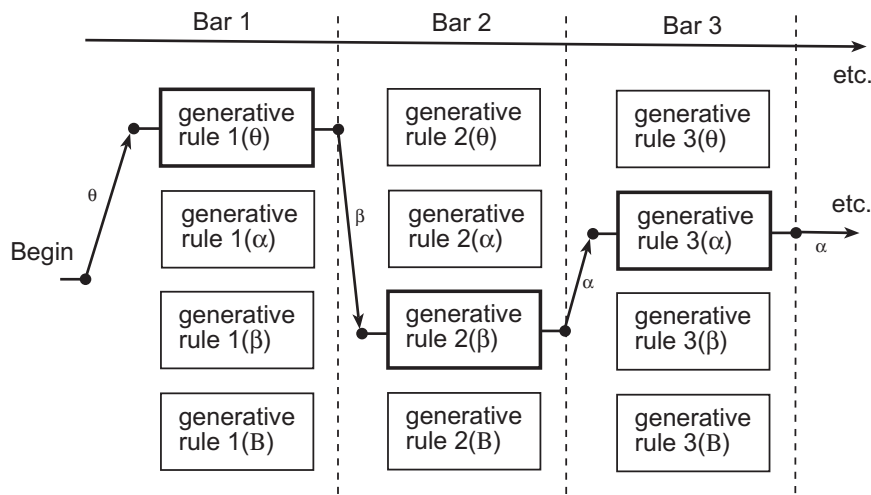 Bar 1
Bar 2
Bar 3
etc.
generative
rule 1(θ)
generative
rule 2(θ)
generative
rule 3(θ)
θ
generative
rule 1(α)
β
generative
rule 2(α)
generative
rule 3(α)
etc.
α
Begin
α
generative
rule 1(β)
generative
rule 2(β)
generative
rule 3(β)
generative
rule 1(B)
generative
rule 2(B)
generative
rule 3(B)